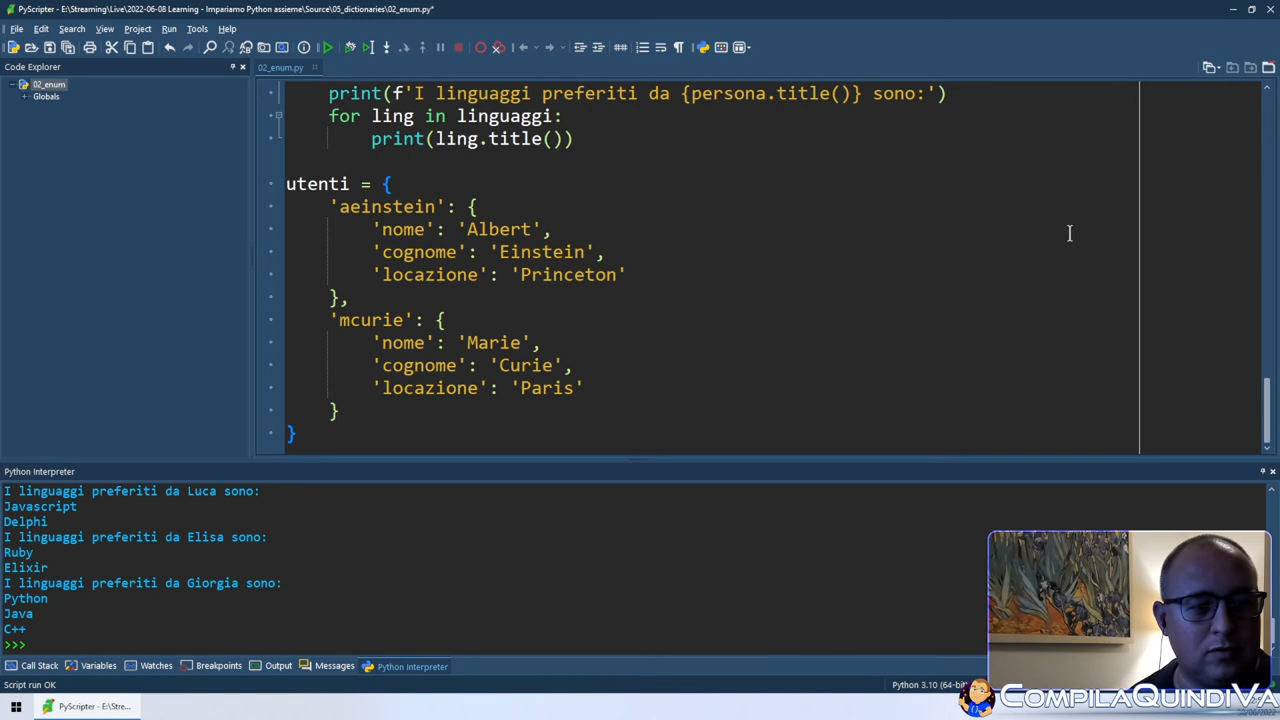 PyScripter - E:\Streaming\Live\2022-06-08 Learning - Impariamo Python assieme\Source\05_dictionaries\02_enum.py*
File Edit Search View Project Run Tools Help
Code Explorer
02_enum.py
02_enum
Globals
print(f'I linguaggi preferiti da {persona.title()} sono:')
for ling in linguaggi:
print(ling.title())
utenti = {
'aeinstein': {
'nome': 'Albert',
'cognome': 'Einstein',
'locazione': 'Princeton'
},
'mcurie': {
'nome': 'Marie',
'cognome': 'Curie',
'locazione': 'Paris'
}
}
Python Interpreter
I linguaggi preferiti da Luca sono:
Javascript
Delphi
I linguaggi preferiti da Elisa sono:
Ruby
Elixir
I linguaggi preferiti da Giorgia sono:
Python
Java
C++
>>>
Call Stack Variables Watches Breakpoints Output Messages Python Interpreter
Script run OK
Python 3.10 (64-bit)
PyScripter - E:\Stre...
CompilaQuindiVa